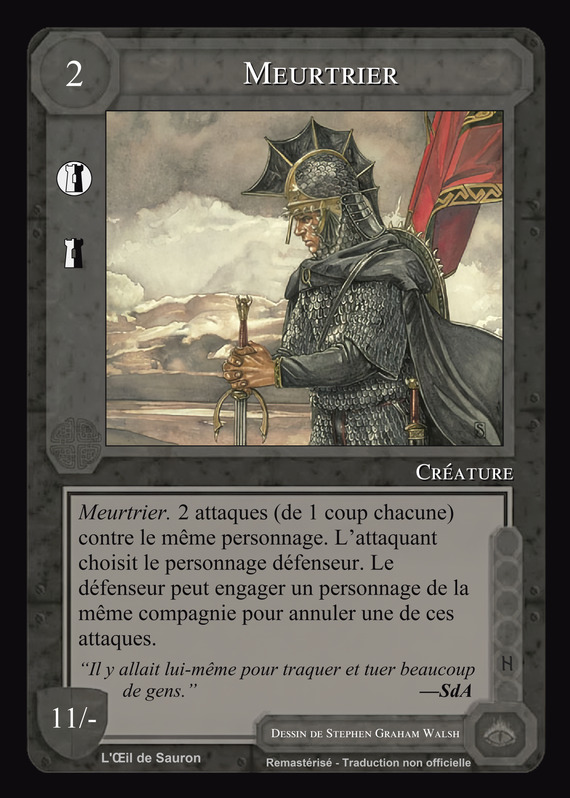 2
MEURTRIER
CRÉATURE
Meurtrier. 2 attaques (de 1 coup chacune)
contre le même personnage. L’attaquant
choisit le personnage défenseur. Le
défenseur peut engager un personnage de la
même compagnie pour annuler une de ces
attaques.
“Il y allait lui-même pour traquer et tuer beaucoup
de gens.” —SdA
11/-
DESSIN DE STEPHEN GRAHAM WALSH
L'Œil de Sauron
Remastérisé - Traduction non officielle